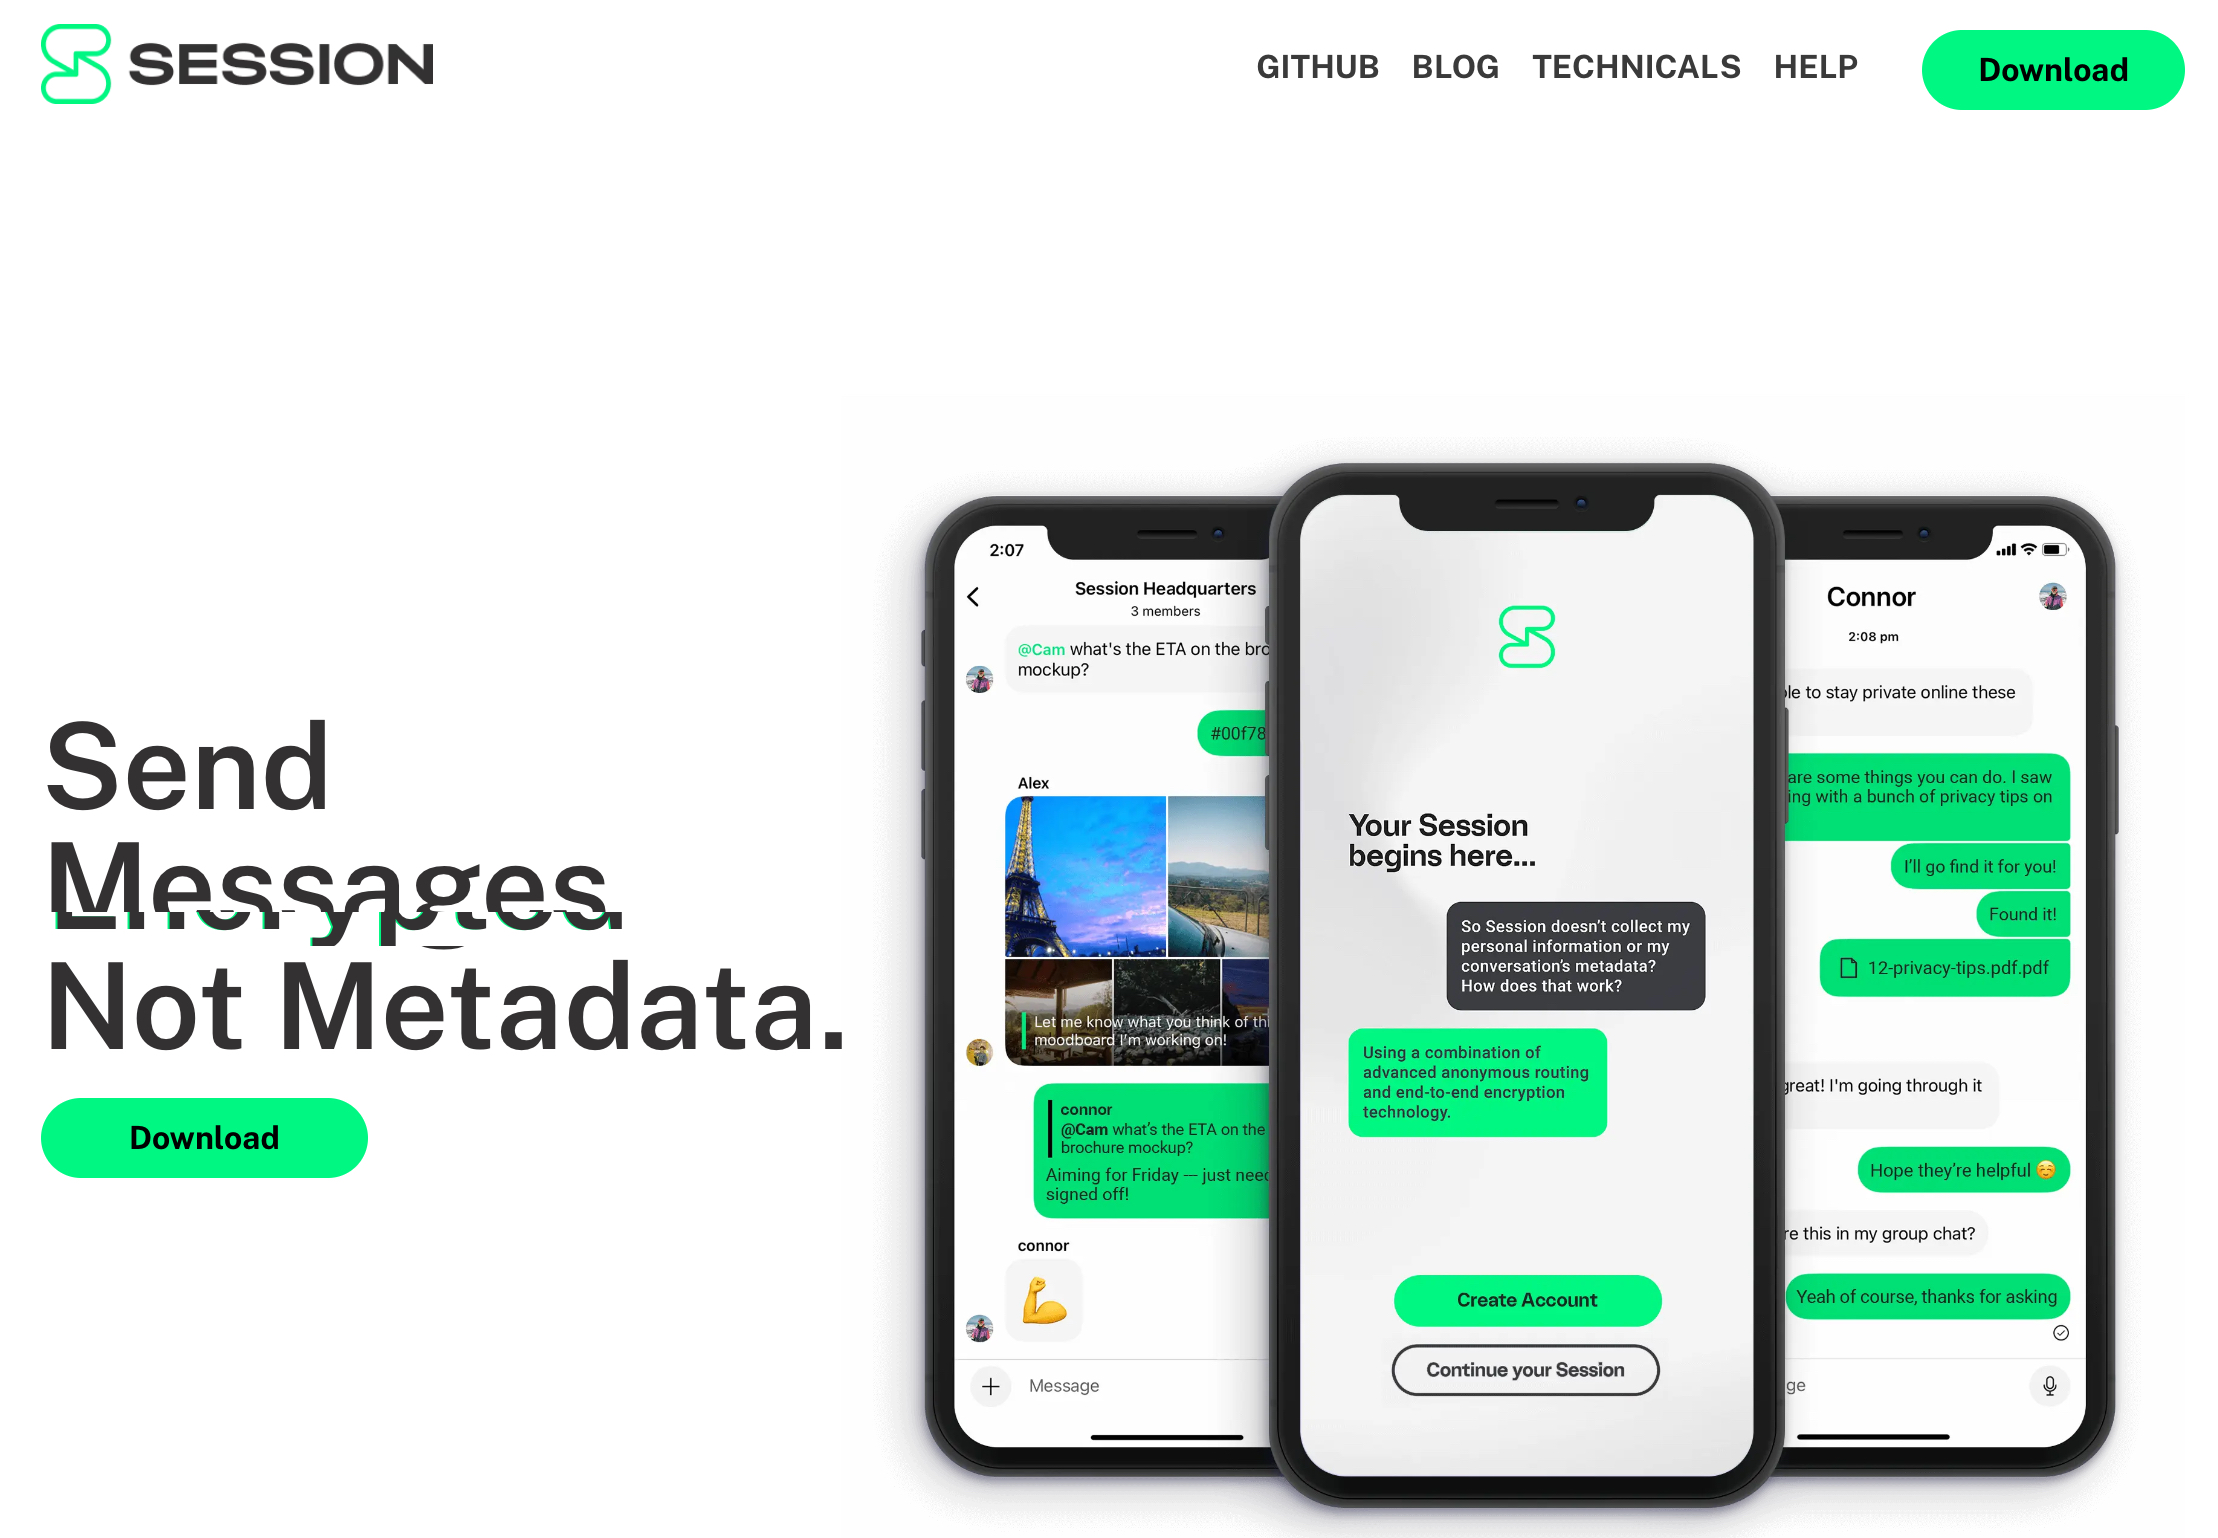 SESSION
GITHUB BLOG TECHNICALS HELP
Download
Send
Messages
Not Metadata.
Download
2:07
Session Headquarters
3 members
@Cam what's the ETA on the bro
mockup?
#00f78
Alex
Let me know what you think of thi
moodboard I'm working on!
connor
@Cam what's the ETA on the
brochure mockup?
Aiming for Friday — just need
signed off!
connor
Message
Your Session
begins here...
So Session doesn't collect my
personal information or my
conversation's metadata?
How does that work?
Using a combination of
advanced anonymous routing
and end-to-end encryption
technology.
Create Account
Continue your Session
Connor
2:08 pm
le to stay private online these
are some things you can do. I saw
ing with a bunch of privacy tips on
I'll go find it for you!
Found it!
12-privacy-tips.pdf.pdf
great! I'm going through it
Hope they're helpful ☺️
re this in my group chat?
Yeah of course, thanks for asking
ge